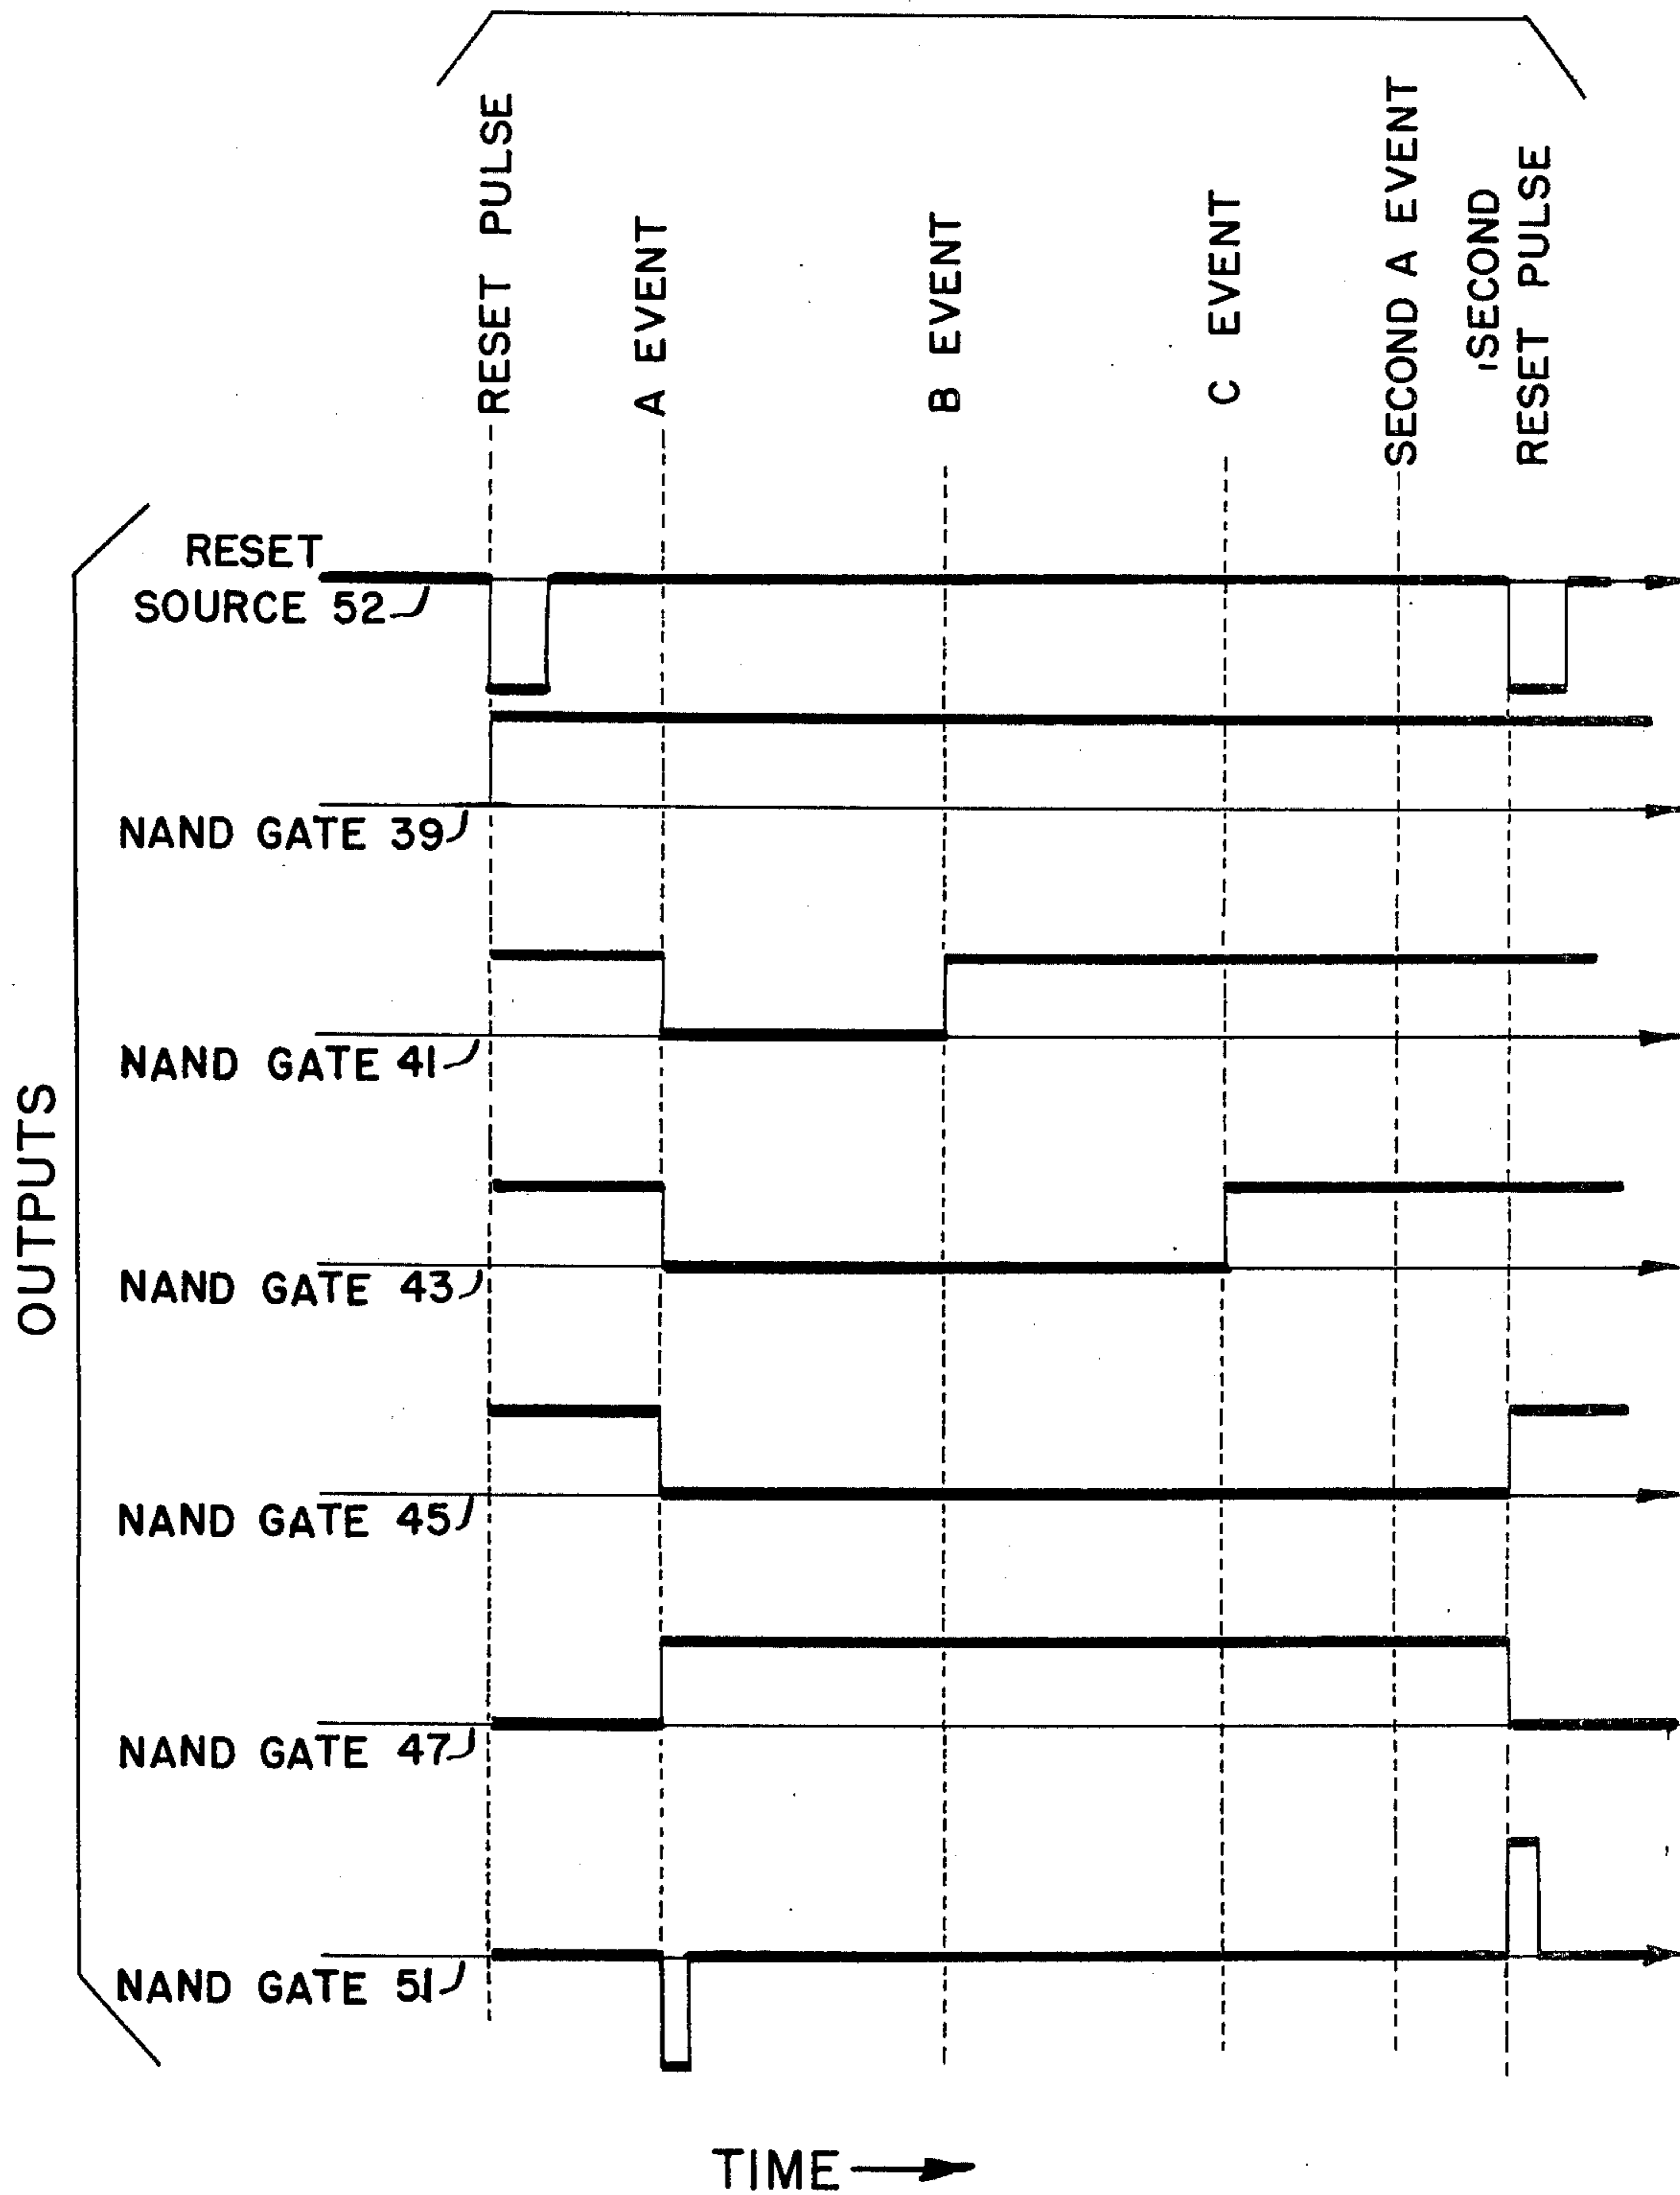 RESET PULSE
A EVENT
B EVENT
C EVENT
SECOND A EVENT
SECOND
RESET PULSE
RESET
SOURCE 52
NAND GATE 39
NAND GATE 41
NAND GATE 43
NAND GATE 45
NAND GATE 47
NAND GATE 51
OUTPUTS
TIME